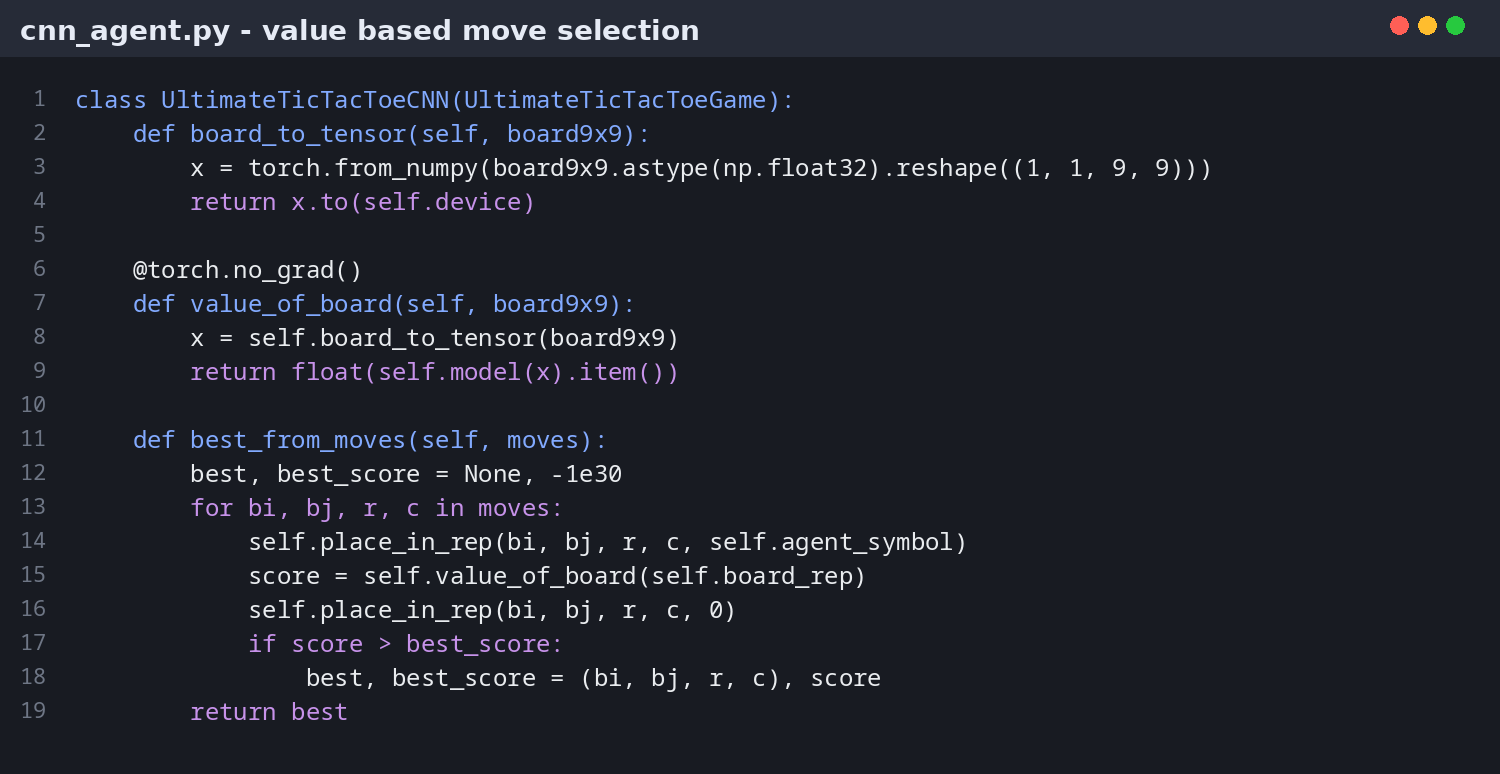 cnn_agent.py - value based move selection
1 class UltimateTicTacToeCNN(UltimateTicTacToeGame):
2     def board_to_tensor(self, board9x9):
3         x = torch.from_numpy(board9x9.astype(np.float32).reshape((1, 1, 9, 9)))
4         return x.to(self.device)
5
6     @torch.no_grad()
7     def value_of_board(self, board9x9):
8         x = self.board_to_tensor(board9x9)
9         return float(self.model(x).item())
10
11     def best_from_moves(self, moves):
12         best, best_score = None, -1e30
13         for bi, bj, r, c in moves:
14             self.place_in_rep(bi, bj, r, c, self.agent_symbol)
15             score = self.value_of_board(self.board_rep)
16             self.place_in_rep(bi, bj, r, c, 0)
17             if score > best_score:
18                 best, best_score = (bi, bj, r, c), score
19         return best